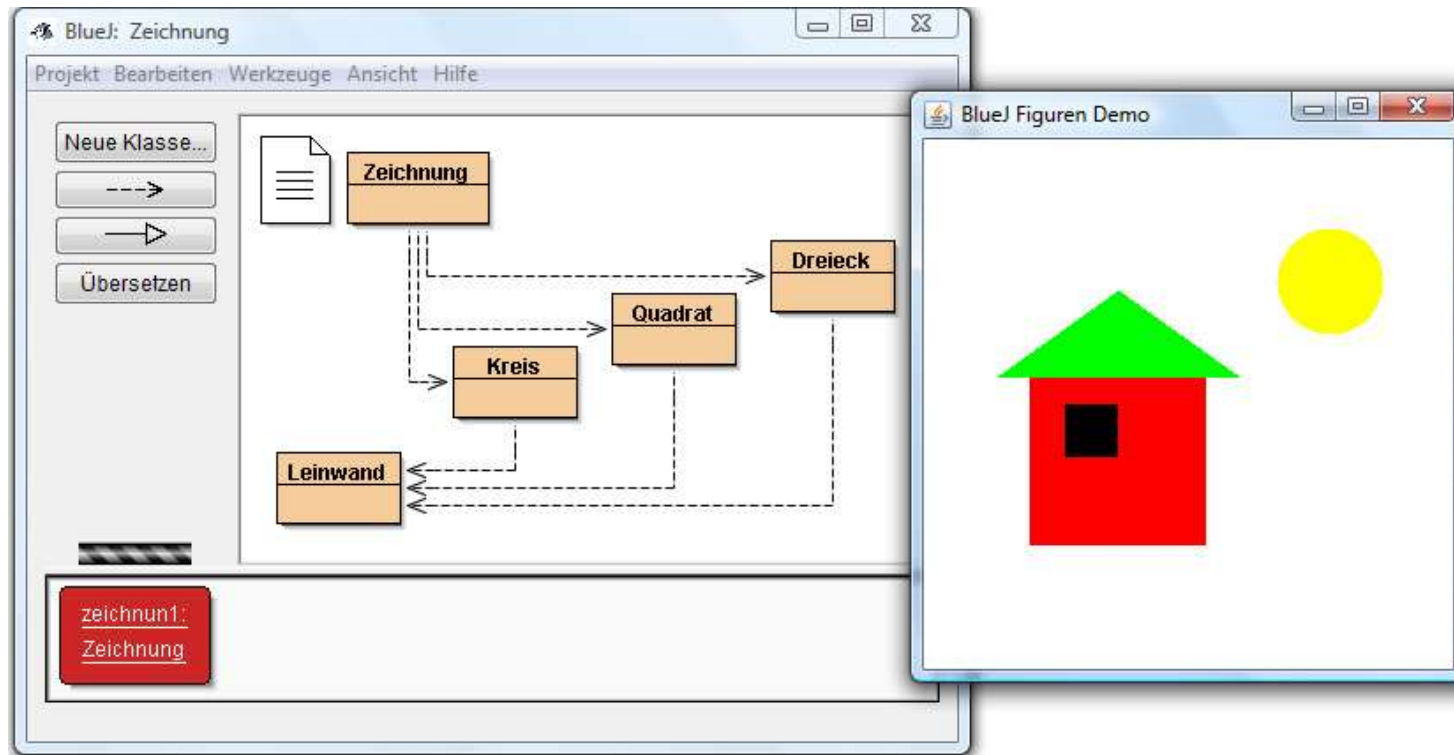 BlueJ: Zeichnung
Projekt Bearbeiten Werkzeuge Ansicht Hilfe
Neue Klasse...
Übersetzen
Zeichnung
Dreieck
Quadrat
Kreis
Leinwand
zeichnun1:
Zeichnung
BlueJ Figuren Demo